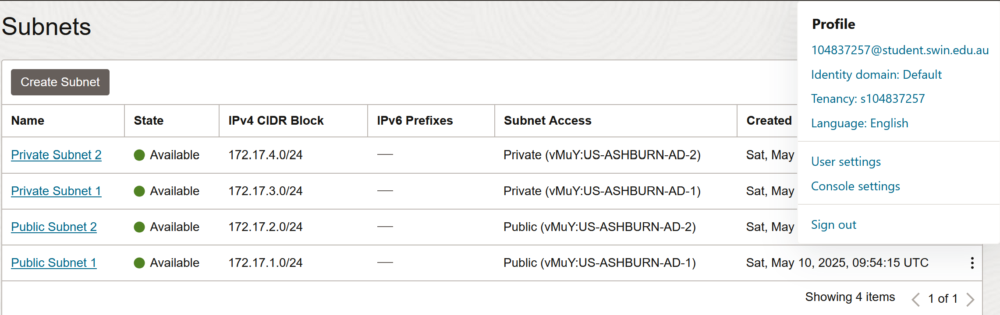 Subnets
Create Subnet
Name State IPv4 CIDR Block IPv6 Prefixes Subnet Access Created
Private Subnet 2 Available 172.17.4.0/24 — Private (vMuY:US-ASHBURN-AD-2) Sat, May
Private Subnet 1 Available 172.17.3.0/24 — Private (vMuY:US-ASHBURN-AD-1) Sat, May
Public Subnet 2 Available 172.17.2.0/24 — Public (vMuY:US-ASHBURN-AD-2) Sat, May
Public Subnet 1 Available 172.17.1.0/24 — Public (vMuY:US-ASHBURN-AD-1) Sat, May 10, 2025, 09:54:15 UTC
Showing 4 items 1 of 1
Profile
104837257@student.swin.edu.au
Identity domain: Default
Tenancy: s104837257
Language: English
User settings
Console settings
Sign out